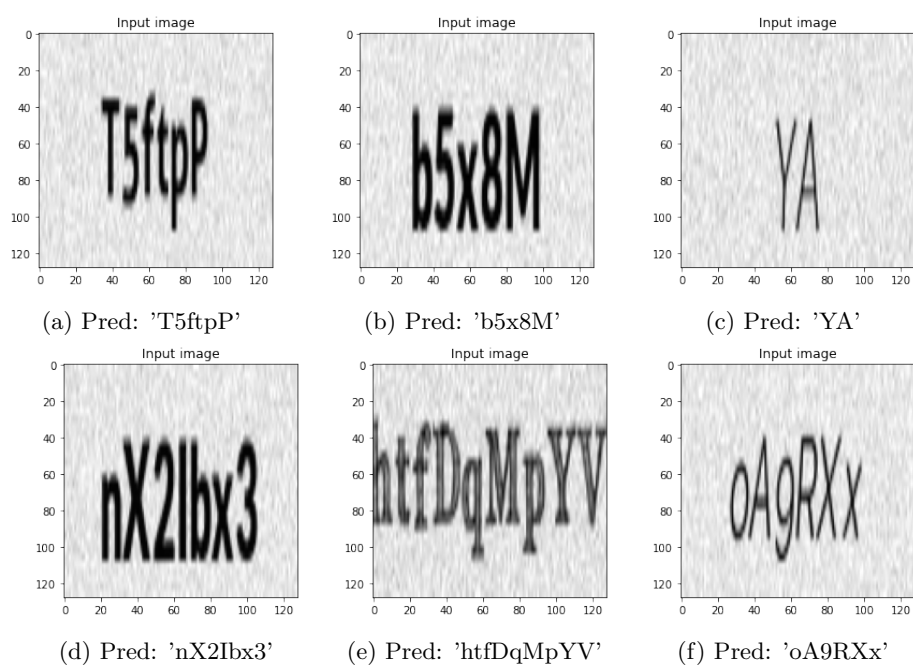 Input image
0
20
40
60
80
100
120
T5ftpP
0 20 40 60 80 100 120
(a) Pred: 'T5ftpP'
Input image
0
20
40
60
80
100
120
b5x8M
0 20 40 60 80 100 120
(b) Pred: 'b5x8M'
Input image
0
20
40
60
80
100
120
YA
0 20 40 60 80 100 120
(c) Pred: 'YA'
Input image
0
20
40
60
80
100
120
nX2Ibx3
0 20 40 60 80 100 120
(d) Pred: 'nX2Ibx3'
Input image
0
20
40
60
80
100
120
htfDqMpYV
0 20 40 60 80 100 120
(e) Pred: 'htfDqMpYV'
Input image
0
20
40
60
80
100
120
oAgRXx
0 20 40 60 80 100 120
(f) Pred: 'oA9RXx'